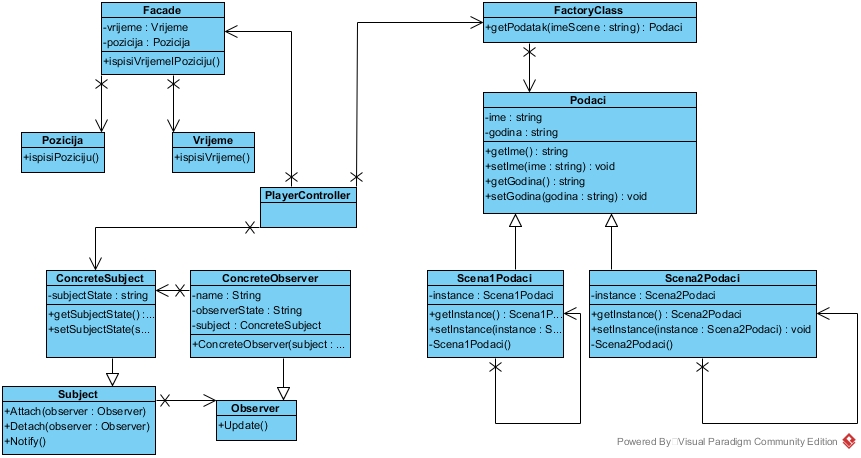 Facade
-vrijeme : Vrijeme
-pozicija : Pozicija
+ispisiVrijemeIPoziciju()
FactoryClass
+getPodatak(imeScene : string) : Podaci
Pozicija
+ispisiPoziciju()
Vrijeme
+ispisiVrijeme()
Podaci
-ime : string
-godina : string
+getIme() : string
+setIme(ime : string) : void
+getGodina() : string
+setGodina(godina : string) : void
PlayerController
ConcreteSubject
-subjectState : string
+getSubjectState() :...
+setSubjectState(s...
ConcreteObserver
-name : String
-observerState : String
-subject : ConcreteSubject
+ConcreteObserver(subject : ...
Scena1Podaci
-instance : Scena1Podaci
+getInstance() : Scena1P...
+setInstance(instance : S...
-Scena1Podaci()
Scena2Podaci
-instance : Scena2Podaci
+getInstance() : Scena2Podaci
+setInstance(instance : Scena2Podaci) : void
-Scena2Podaci()
Subject
+Attach(observer : Observer)
+Detach(observer : Observer)
+Notify()
Observer
+Update()
Powered By Visual Paradigm Community Edition